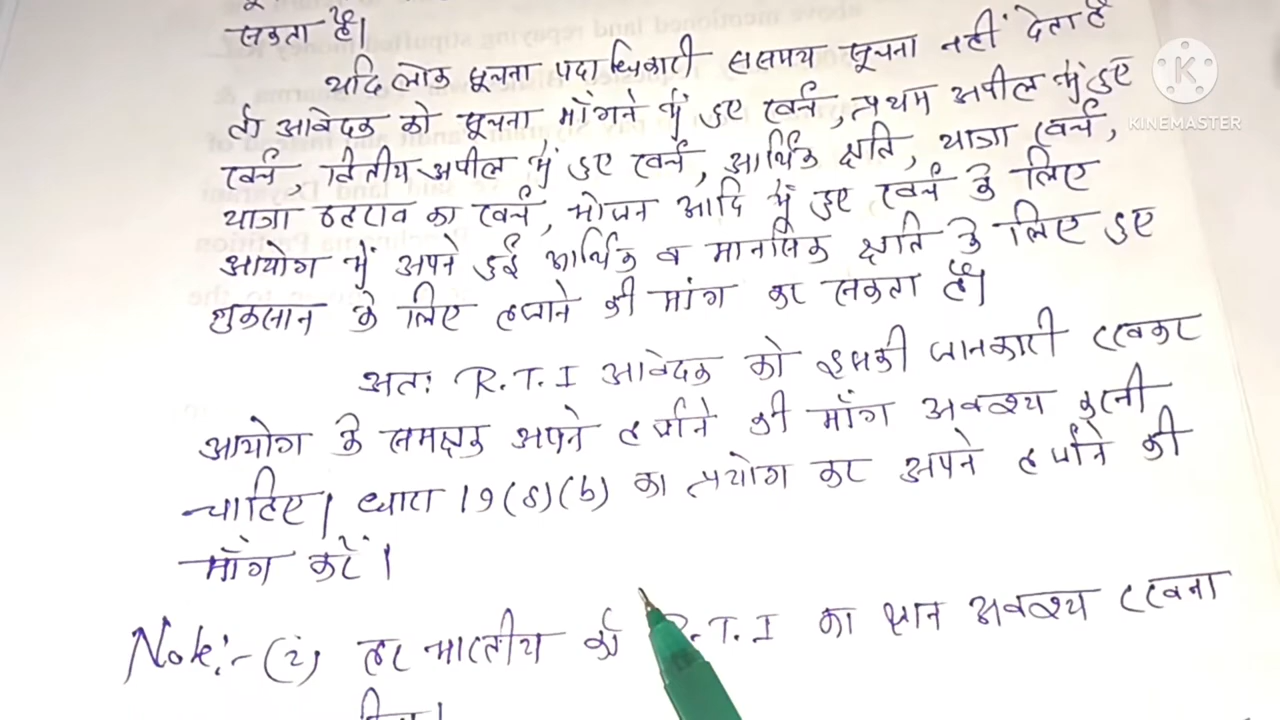 सकता है।
यदि लोक सूचना पदाधिकारी ससमय सूचना नहीं देता है
तो आवेदक को सूचना माँगने में हुए खर्च, प्रथम अपील में हुए
खर्च, द्वितीय अपील में हुए खर्च, आर्थिक क्षति, यात्रा खर्च,
यात्रा ठहराव का खर्च, भोजन आदि में हुए खर्च के लिए
आयोग में अपने हुई आर्थिक व मानसिक क्षति के लिए हुए
नुकसान के लिए हर्जाने की मांग कर सकता है।
अतः R.T.I आवेदक को इसकी जानकारी रखकर
आयोग के समक्ष अपने हर्जाने की माँग अवश्य करनी
चाहिए। धारा 19(8)(b) का प्रयोग कर अपने हर्जाने की
माँग करें।
Note:- (i) हर भारतीय को R.T.I का ज्ञान अवश्य रखना
KINEMASTER